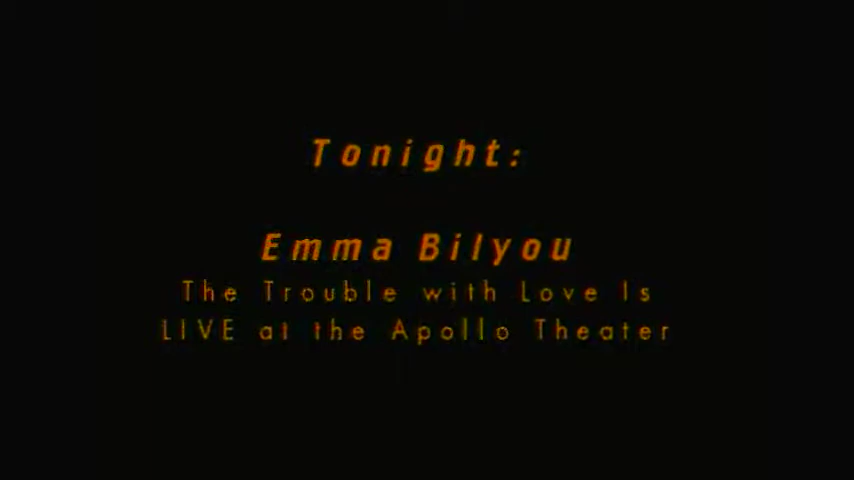 Tonight:
Emma Bilyou
The Trouble with Love Is
LIVE at the Apollo Theater